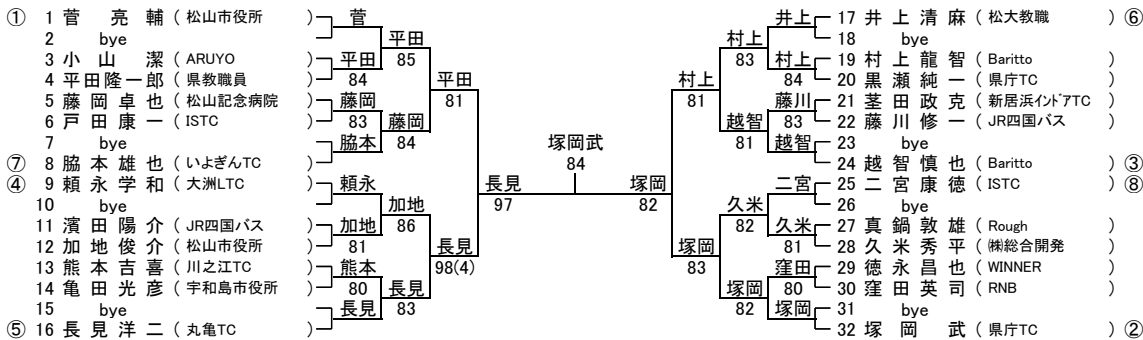 ① 1 菅 亮 輔 ( 松山市役所 )
2 bye
3 小 山 潔 ( ARUYO )
4 平田隆一郎 ( 県教職員 )
5 藤 岡 卓 也 ( 松山記念病院 )
6 戸 田 康 一 ( ISTC )
7 bye
⑦ 8 脇 本 雄 也 ( いよぎんTC )
④ 9 頼 永 学 和 ( 大洲LTC )
10 bye
11 濱 田 陽 介 ( JR四国バス )
12 加 地 俊 介 ( 松山市役所 )
13 熊 本 吉 喜 ( 川之江TC )
14 亀 田 光 彦 ( 宇和島市役所 )
15 bye
⑤ 16 長 見 洋 二 ( 丸亀TC )
菅
平田
84
藤岡
83
脇本
頼永
加地
81
熊本
80
長見
平田
85
藤岡
84
加地
86
長見
83
平田
81
長見
98(4)
長見
97
塚岡武
84
塚岡
82
村上
81
塚岡
83
村上
83
越智
81
久米
82
塚岡
82
井上
村上
84
藤川
83
越智
二宮
久米
81
窪田
80
塚岡
17 井 上 清 麻 ( 松大教職 ) ⑥
18 bye
19 村 上 龍 智 ( Baritto )
20 黒 瀬 純 一 ( 県庁TC )
21 茎 田 政 克 ( 新居浜インドアTC )
22 藤 川 修 一 ( JR四国バス )
23 bye
24 越 智 慎 也 ( Baritto ) ③
25 二 宮 康 徳 ( ISTC ) ⑧
26 bye
27 真 鍋 敦 雄 ( Rough )
28 久 米 秀 平 ( ㈱総合開発 )
29 徳 永 昌 也 ( WINNER )
30 窪 田 英 司 ( RNB )
31 bye
32 塚 岡 武 ( 県庁TC ) ②